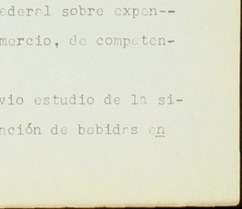 ederal sobre expen--
mercio, de competen-
vio estudio de la si-
nción de bebidas en